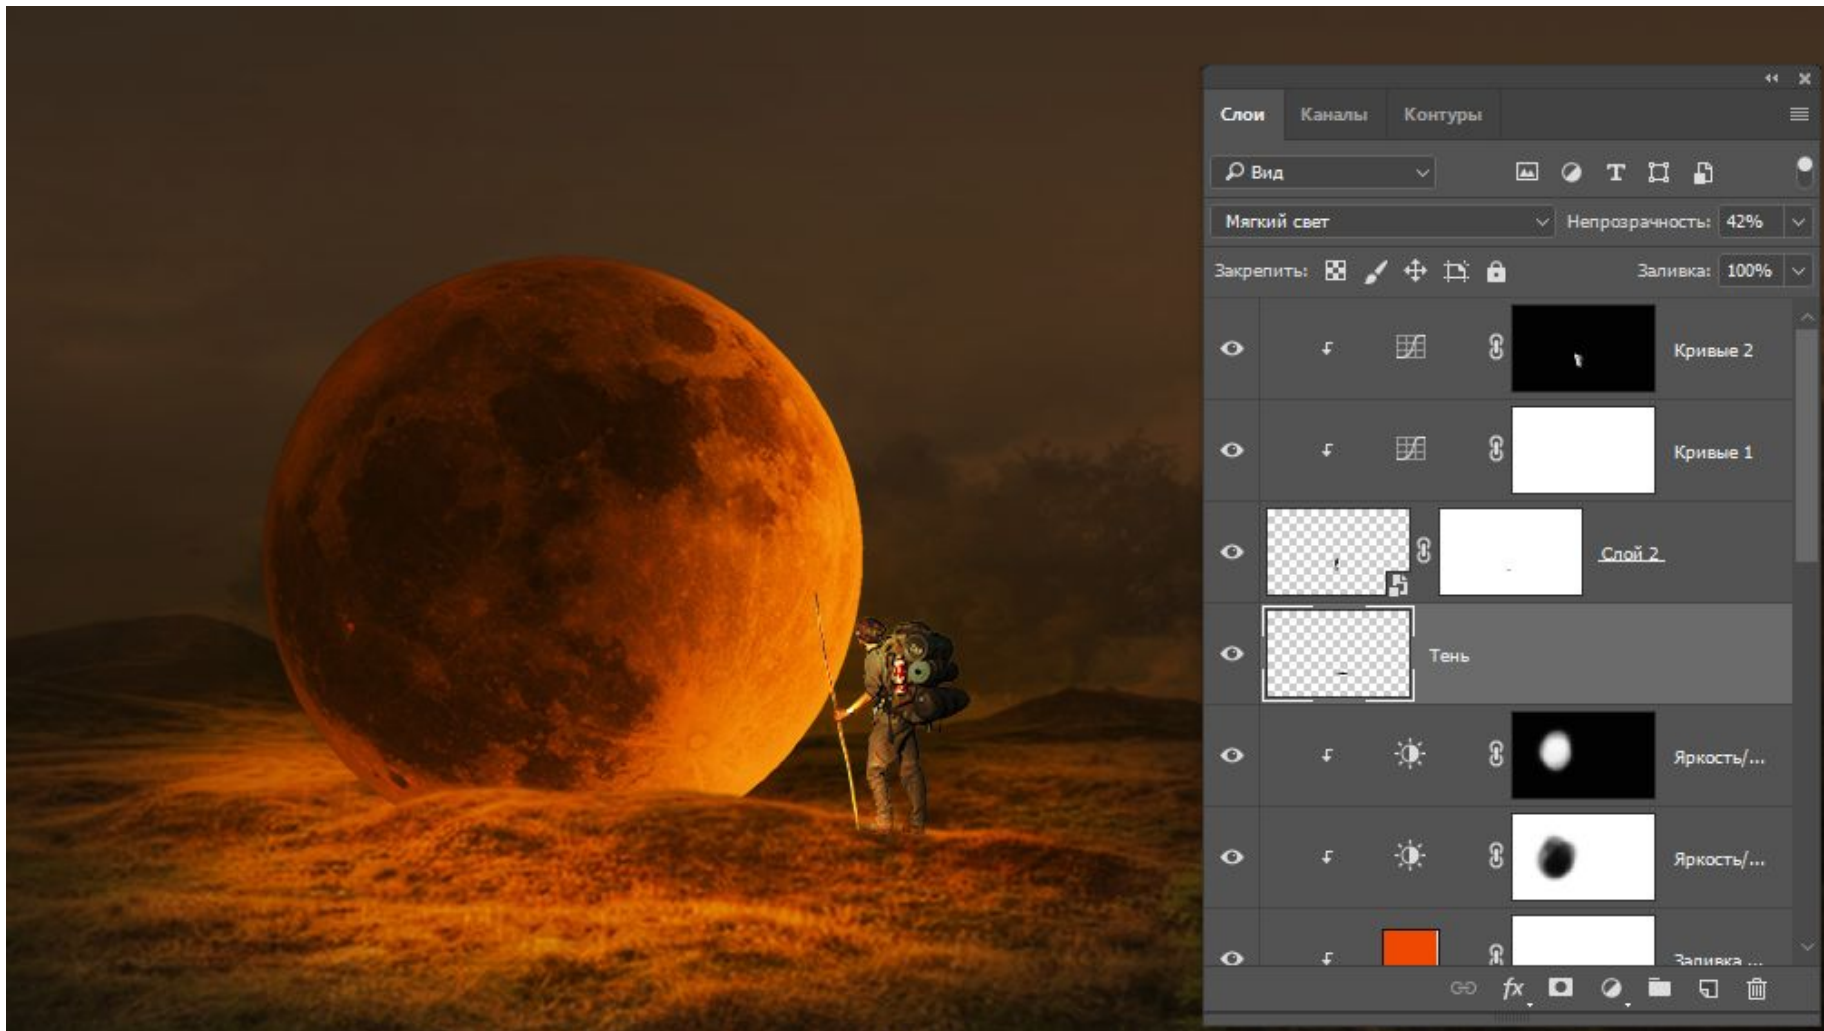 Слои Каналы Контуры
Вид
Мягкий свет Непрозрачность: 42%
Закрепить: Заливка: 100%
Кривые 2
Кривые 1
Слой 2
Тень
Яркость/...
Яркость/...
Заливка ...
fx